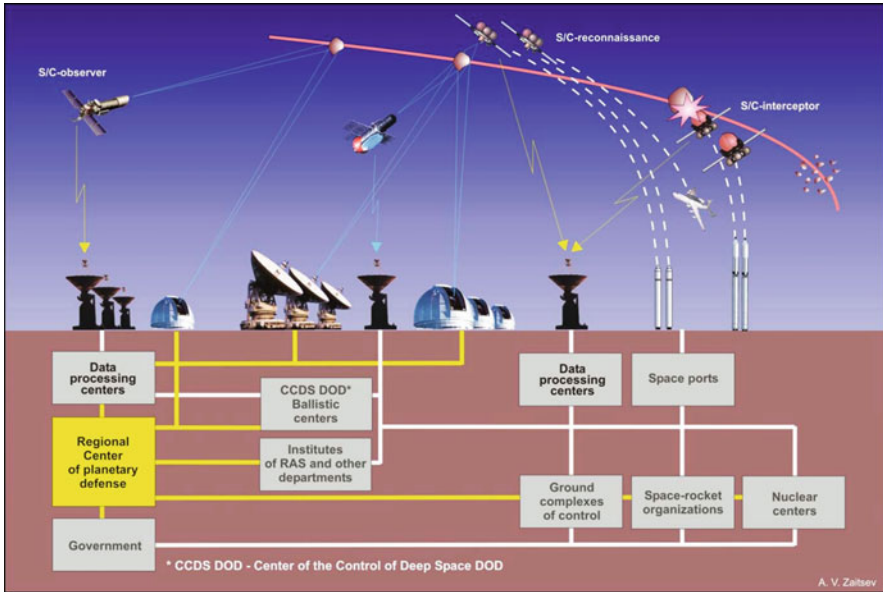 S/C-reconnaissance
S/C-observer
S/C-interceptor
Data
processing
centers
CCDS DOD*
Ballistic
centers
Data
processing
centers
Space ports
Regional
Center
of planetary
defense
Institutes
of RAS and other
departments
Ground
complexes
of control
Space-rocket
organizations
Nuclear
centers
Government
* CCDS DOD - Center of the Control of Deep Space DOD
A. V. Zaitsev